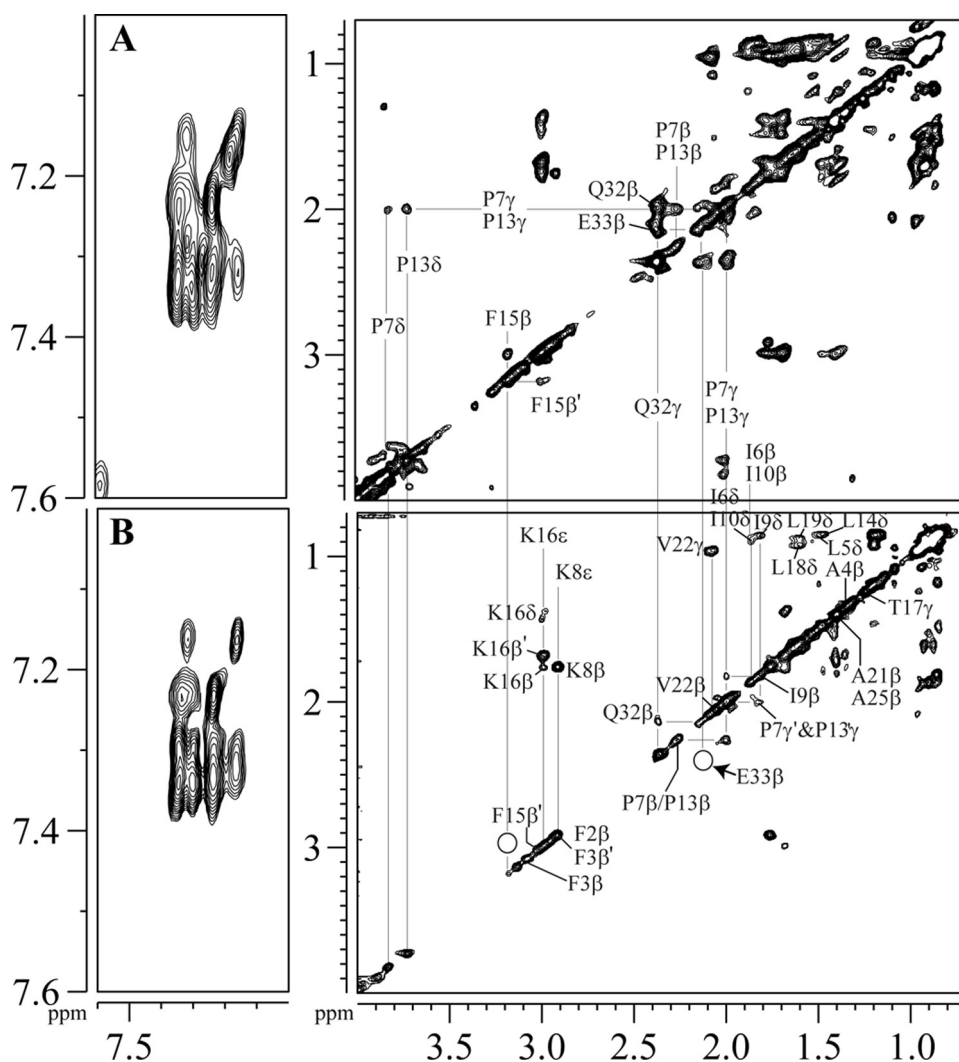 A
1
7.2
P7β
P13β
Q32β
2
P7γ
P13γ
E33β
P13δ
7.4
P7δ
F15β
3
P7γ
F15β'
Q32γ
P13γ
I6β
I10β
7.6
I6δ
B
I10δ
I9δ
L19δ
L14δ
K16ε
1
V22γ
L18δ
L5δ
K8ε
A4β
K16δ
T17γ
7.2
K16β'
K8β
A21β
K16β
V22β
A25β
I9β
2
Q32β
P7γ'&P13'γ
E33β
7.4
P7β/P13β
F15β'
F2β
3
F3β'
F3β
7.6
ppm
ppm
7.5
3.5
3.0
2.5
2.0
1.5
1.0